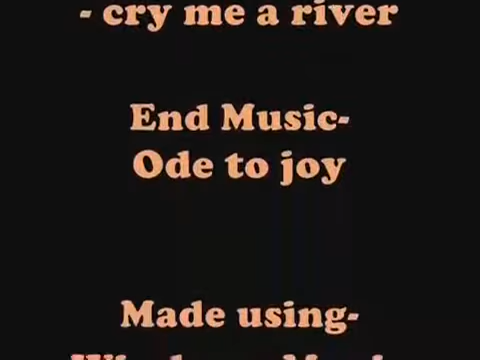 - cry me a river
End Music-
Ode to joy
Made using-